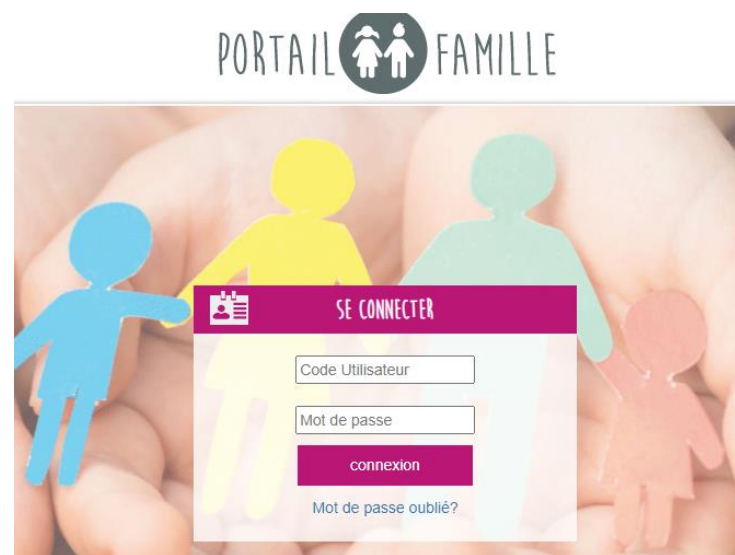 PORTAIL FAMILLE
SE CONNECTER
Code Utilisateur
Mot de passe
connexion
Mot de passe oublié?